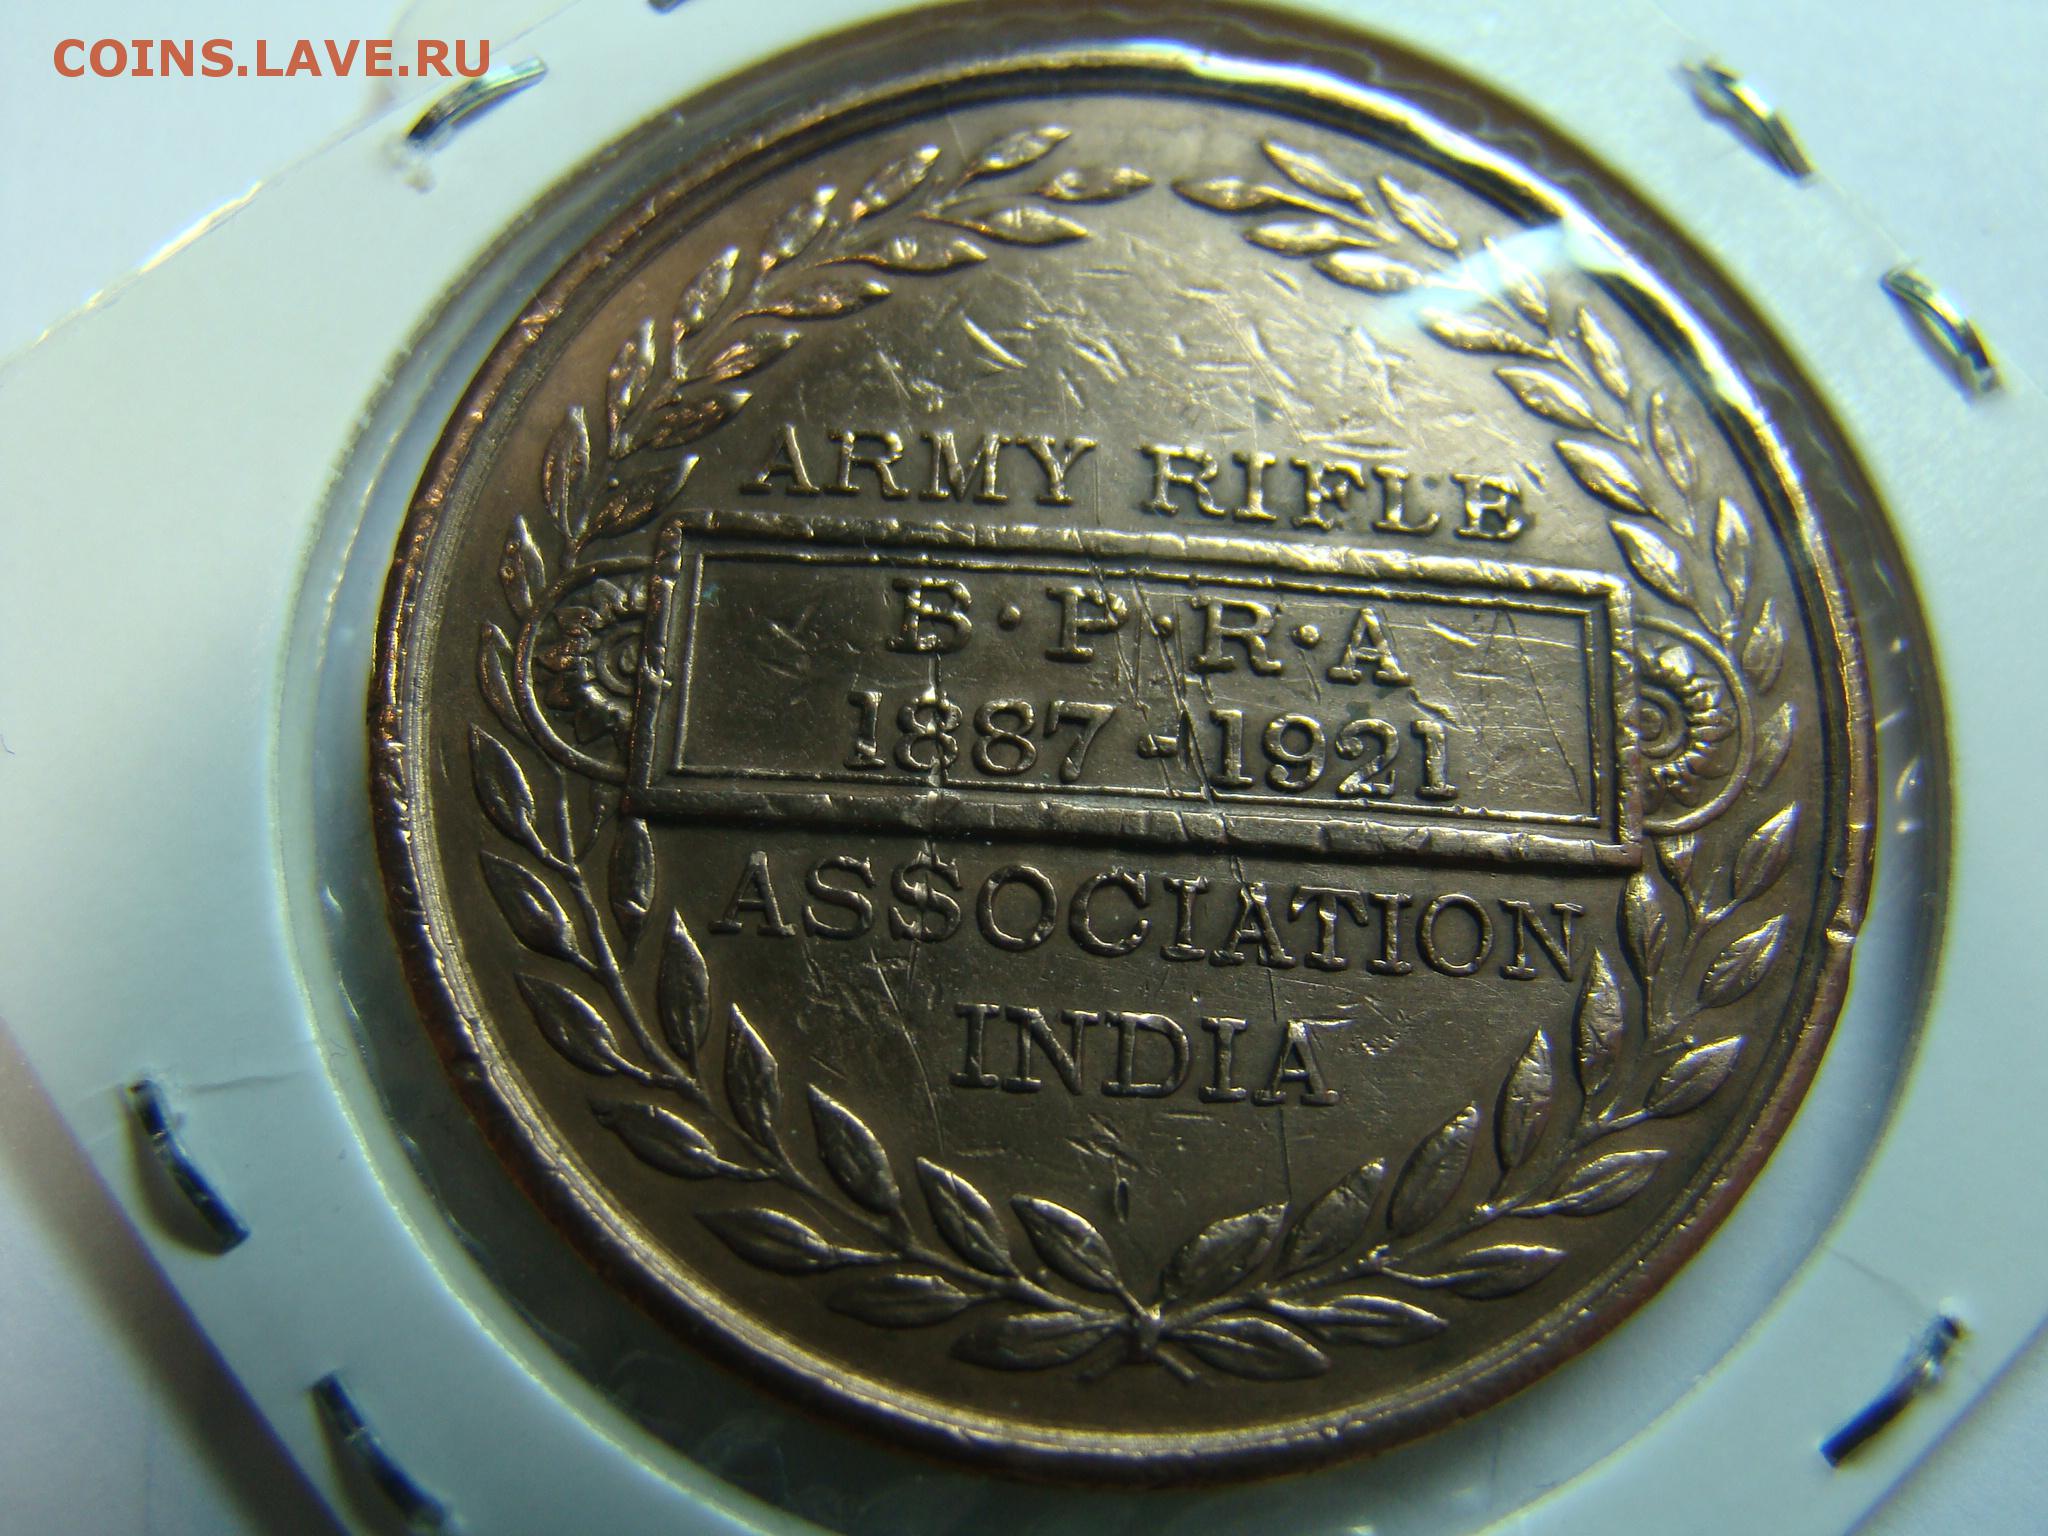 COINS.LAVE.RU
ARMY RIFLE
B·P·R·A
1887-1921
ASSOCIATION
INDIA